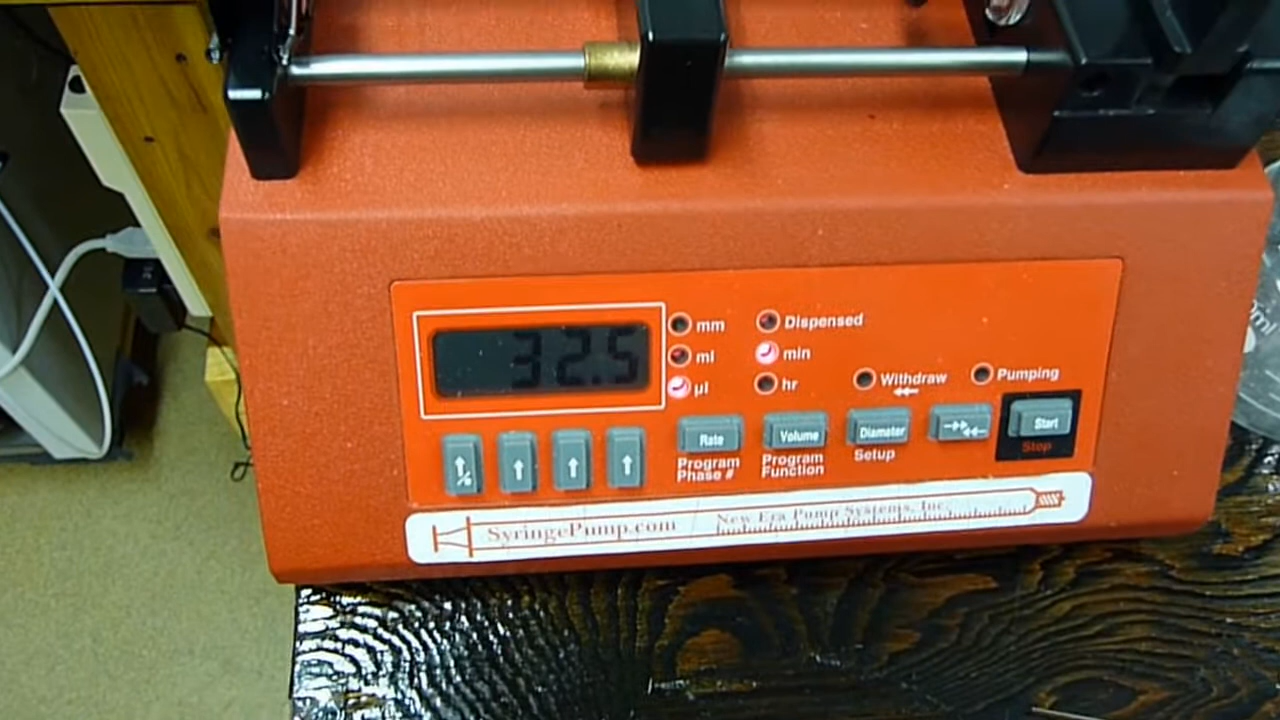 32.5
mm
ml
µl
Dispensed
min
hr
Withdraw
Pumping
Rate
Volume
Diameter
Start
Stop
Program
Phase #
Program
Function
Setup
SyringePump.com
New Era Pump Systems, Inc.